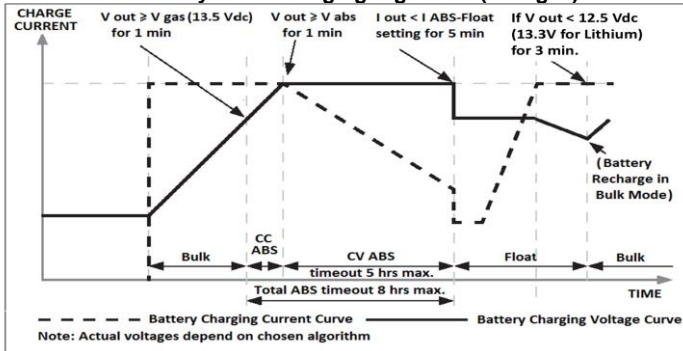 CHARGE
CURRENT
V out ≥ V gas (13.5 Vdc)
for 1 min
V out ≥ V abs
for 1 min
I out < I ABS-Float
setting for 5 min
If V out < 12.5 Vdc
(13.3V for Lithium)
for 3 min.
(Battery
Recharge in
Bulk Mode)
Bulk
CC
ABS
CV ABS
Float
Bulk
timeout 5 hrs max.
Total ABS timeout 8 hrs max.
TIME
Battery Charging Current Curve
Battery Charging Voltage Curve
Note: Actual voltages depend on chosen algorithm